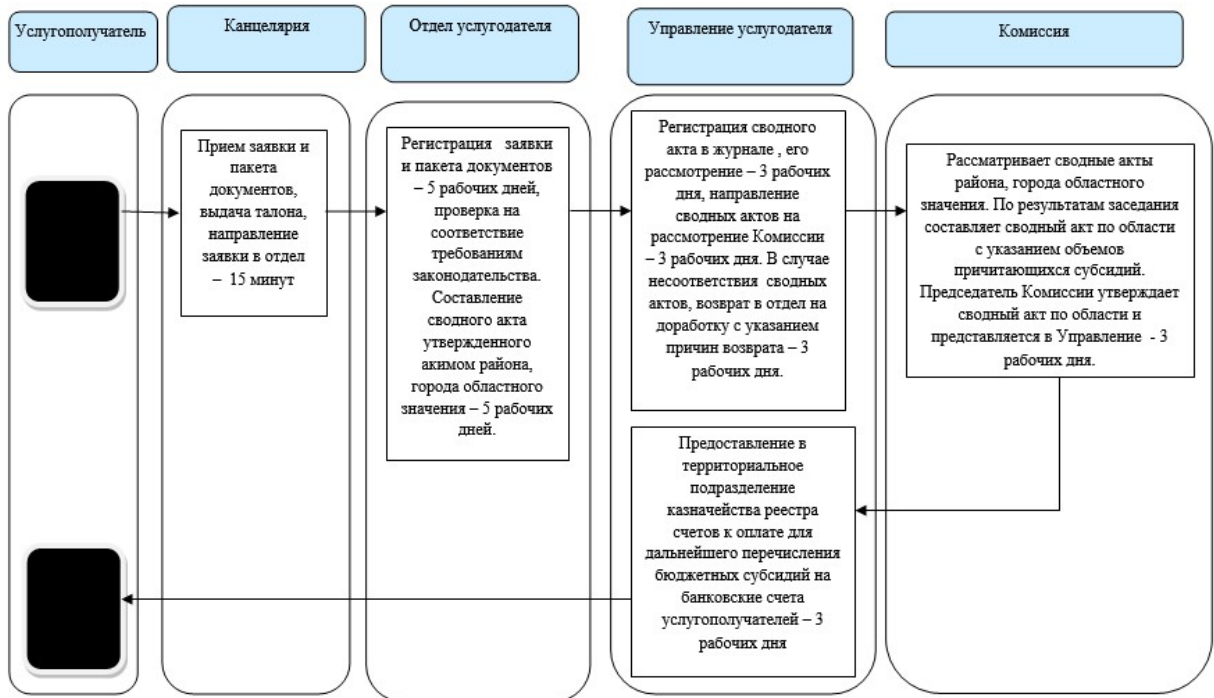 Услугополучатель
Канцелярия
Отдел услугодателя
Управление услугодателя
Комиссия
Прием заявки и
пакета
документов,
выдача талона,
направление
заявки в отдел
– 15 минут
Регистрация заявки
и пакета документов
– 5 рабочих дней,
проверка на
соответствие
требованиям
законодательства.
Составление
сводного акта
утвержденного
акимом района,
города областного
значения – 5 рабочих
дней.
Регистрация сводного
акта в журнале , его
рассмотрение – 3 рабочих
дня, направление
сводных актов на
рассмотрение Комиссии
– 3 рабочих дня. В случае
несоответствия сводных
актов, возврат в отдел на
доработку с указанием
причин возврата – 3
рабочих дня.
Рассматривает сводные акты
района, города областного
значения. По результатам заседания
составляет сводный акт по области
с указанием объемов
причитающихся субсидий.
Председатель Комиссии утверждает
сводный акт по области и
представляется в Управление - 3
рабочих дня.
Предоставление в
территориальное
подразделение
казначейства реестра
счетов к оплате для
дальнейшего перечисления
бюджетных субсидий на
банковские счета
услугополучателей – 3
рабочих дня